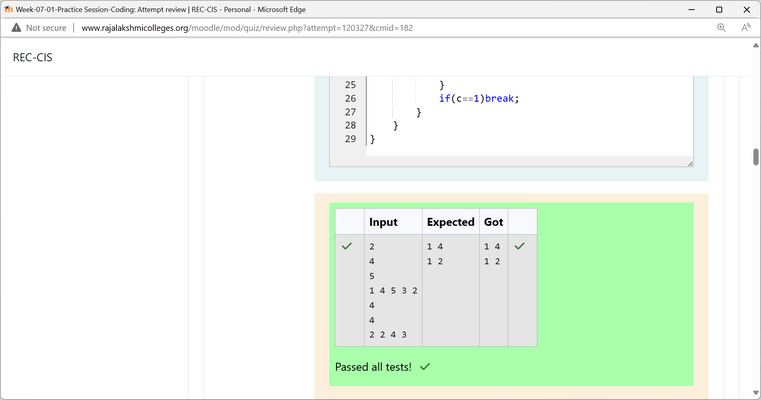 Week-07-01-Practice Session-Coding: Attempt review | REC-CIS - Personal - Microsoft Edge
Not secure | www.rajalakshmicolleges.org/moodle/mod/quiz/review.php?attempt=120327&cmid=182
REC-CIS
25 }
26 if(c==1)break;
27 }
28 }
29 }
Input Expected Got
2 1 4 1 4
4 1 2 1 2
5
1 4 5 3 2
4
4
2 2 4 3
Passed all tests!